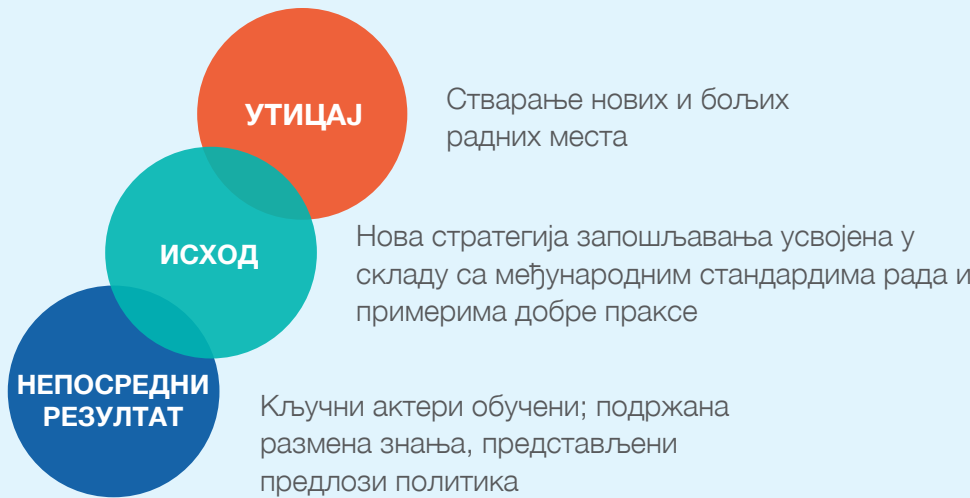 УТИЦАЈ
Стварање нових и бољих
радних места
ИСХОД
Нова стратегија запошљавања усвојена у
складу са међународним стандардима рада и
примерима добре праксе
НЕПОСРЕДНИ
РЕЗУЛТАТ
Кључни актери обучени; подржана
размена знања, представљени
предлози политика